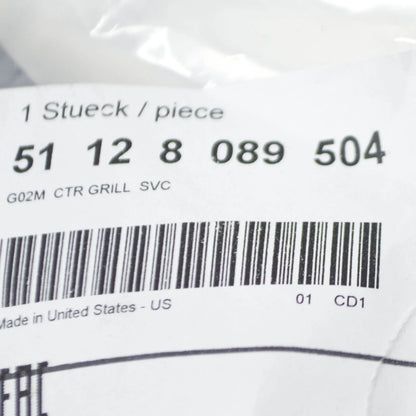 1 Stueck / piece
51 12 8 089 504
G02M CTR GRILL SVC
Made in United States - US
01 CD1
EAC